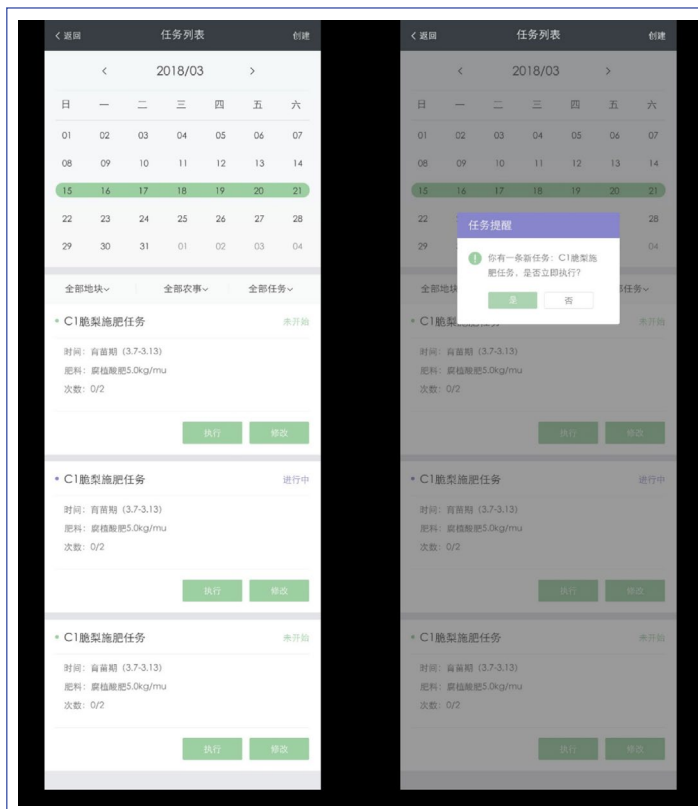 返回 任务列表 创建
2018/03
日 一 二 三 四 五 六
01 02 03 04 05 06 07
08 09 10 11 12 13 14
15 16 17 18 19 20 21
22 23 24 25 26 27 28
29 30 31 01 02 03 04
全部地块 全部农事 全部任务
C1脆梨施肥任务 未开始
时间：育苗期（3.7-3.13）
肥料：腐植酸肥5.0kg/mu
次数：0/2
执行 修改
C1脆梨施肥任务 进行中
时间：育苗期（3.7-3.13）
肥料：腐植酸肥5.0kg/mu
次数：0/2
执行 修改
C1脆梨施肥任务 未开始
时间：育苗期（3.7-3.13）
肥料：腐植酸肥5.0kg/mu
次数：0/2
执行 修改
返回 任务列表 创建
2018/03
日 一 二 三 四 五 六
01 02 03 04 05 06 07
08 09 10 11 12 13 14
15 16 17 18 19 20 21
22 28
29 04
任务提醒
你有一条新任务：C1脆梨施
肥任务，是否立即执行？
是 否
全部地块 任务
C1脆梨施肥任务 未开始
时间：育苗期（3.7-3.13）
肥料：腐植酸肥5.0kg/mu
次数：0/2
执行 修改
C1脆梨施肥任务 进行中
时间：育苗期（3.7-3.13）
肥料：腐植酸肥5.0kg/mu
次数：0/2
执行 修改
C1脆梨施肥任务 未开始
时间：育苗期（3.7-3.13）
肥料：腐植酸肥5.0kg/mu
次数：0/2
执行 修改